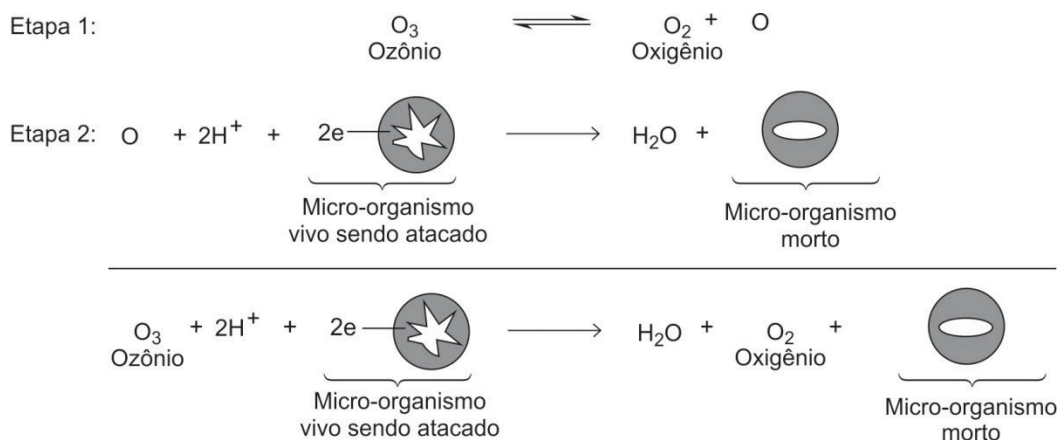 Etapa 1: O3 ⇌ O2 + O
Ozônio Oxigênio
Etapa 2: O + 2H+ + 2e → H2O +
Micro-organismo
vivo sendo atacado
Micro-organismo
morto
O3 + 2H+ + 2e → H2O + O2 +
Ozônio Oxigênio
Micro-organismo
vivo sendo atacado
Micro-organismo
morto